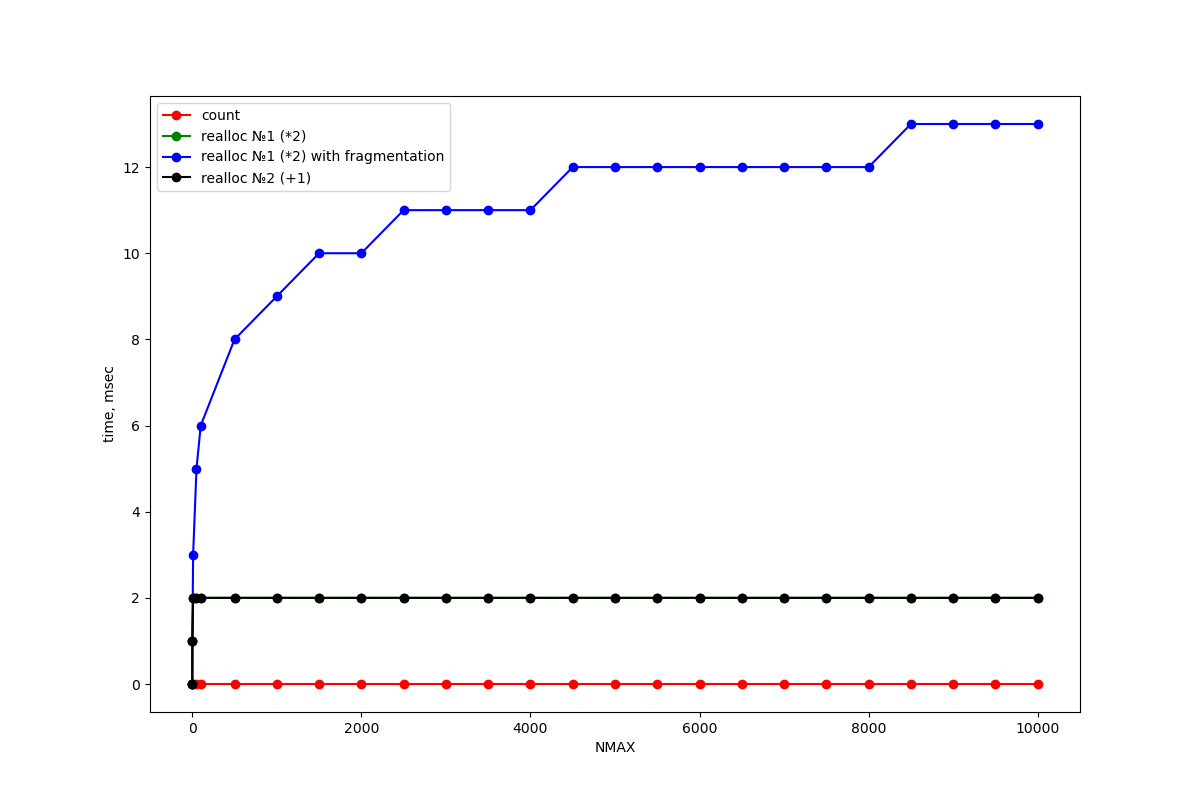 count
realloc №1 (*2)
realloc №1 (*2) with fragmentation
realloc №2 (+1)
12
10
8
6
4
2
0
time, msec
0 2000 4000 6000 8000 10000
NMAX